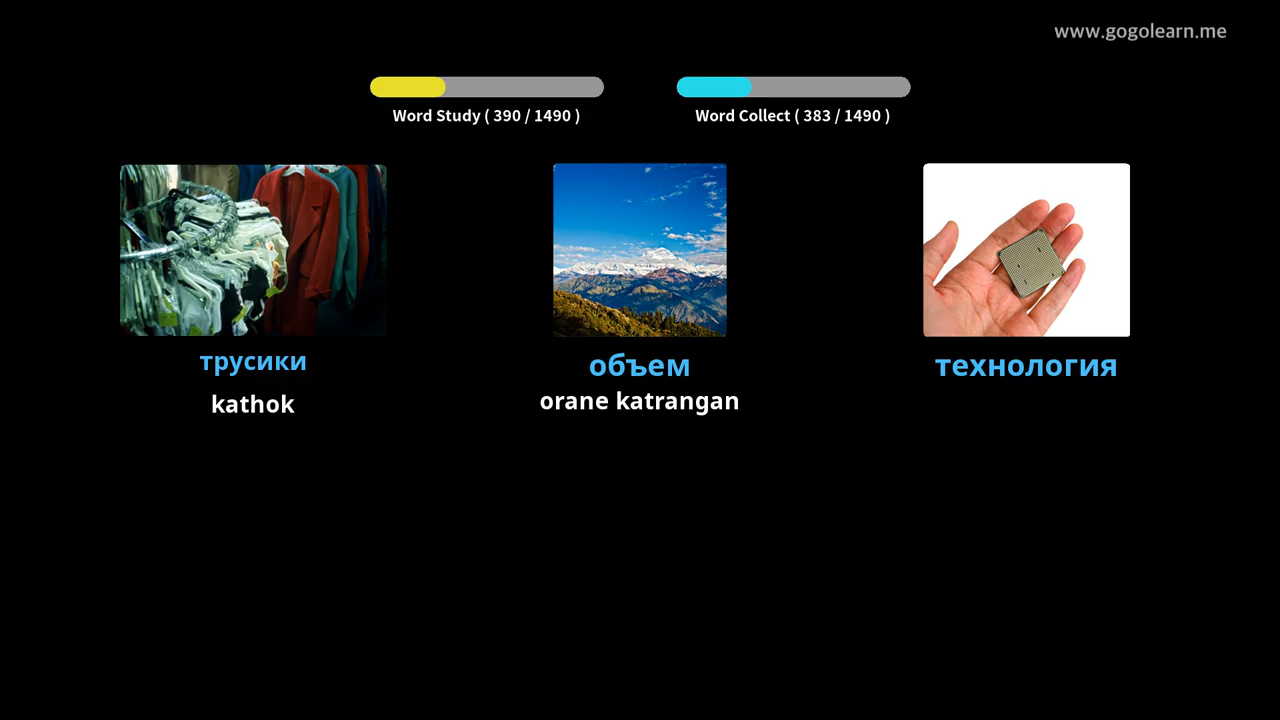 www.gogolearn.me
Word Study ( 390 / 1490 )
Word Collect ( 383 / 1490 )
трусики
kathok
объем
orane katrangan
технология